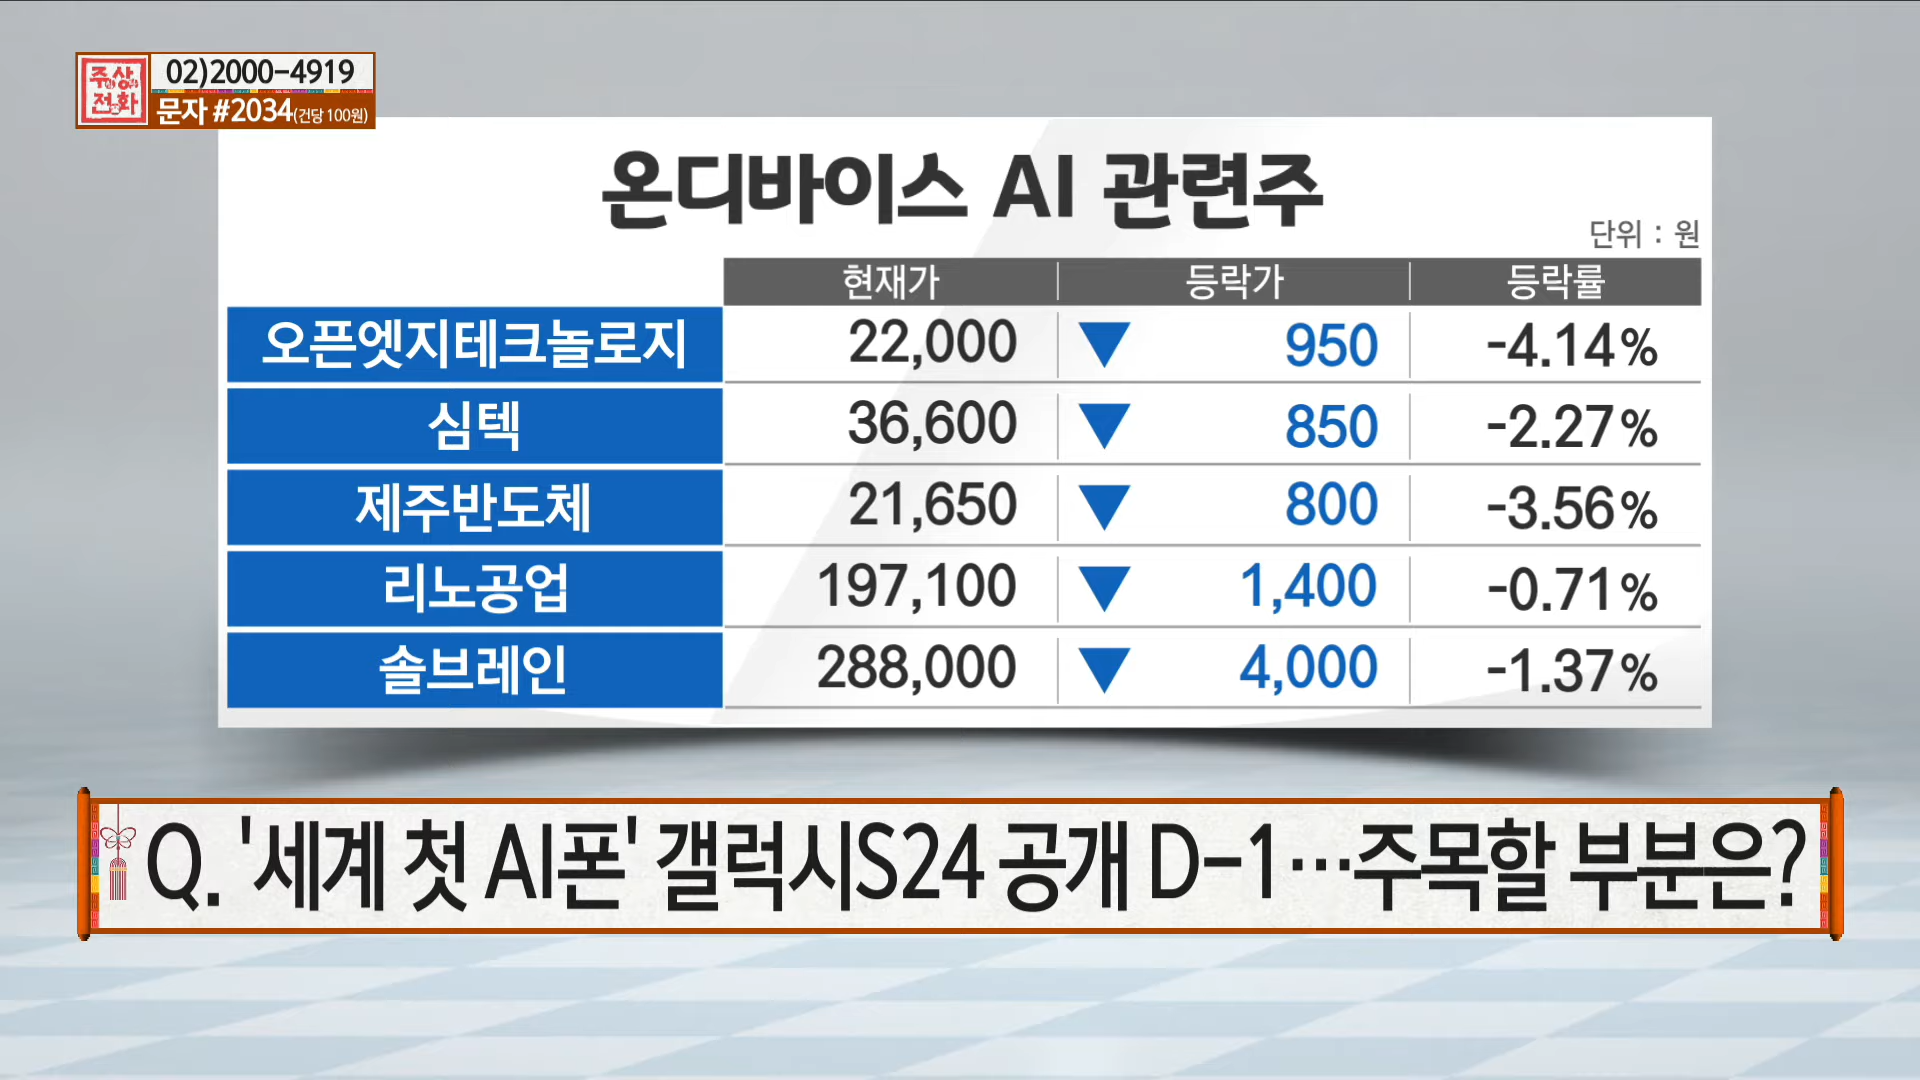 주상
전화
02)2000-4919
문자 #2034(건당 100원)
온디바이스 AI 관련주
단위 : 원
현재가 등락가 등락률
오픈엣지테크놀로지 22,000 ▼ 950 -4.14%
심텍 36,600 ▼ 850 -2.27%
제주반도체 21,650 ▼ 800 -3.56%
리노공업 197,100 ▼ 1,400 -0.71%
솔브레인 288,000 ▼ 4,000 -1.37%
Q. '세계 첫 AI폰' 갤럭시S24 공개 D-1…주목할 부분은?